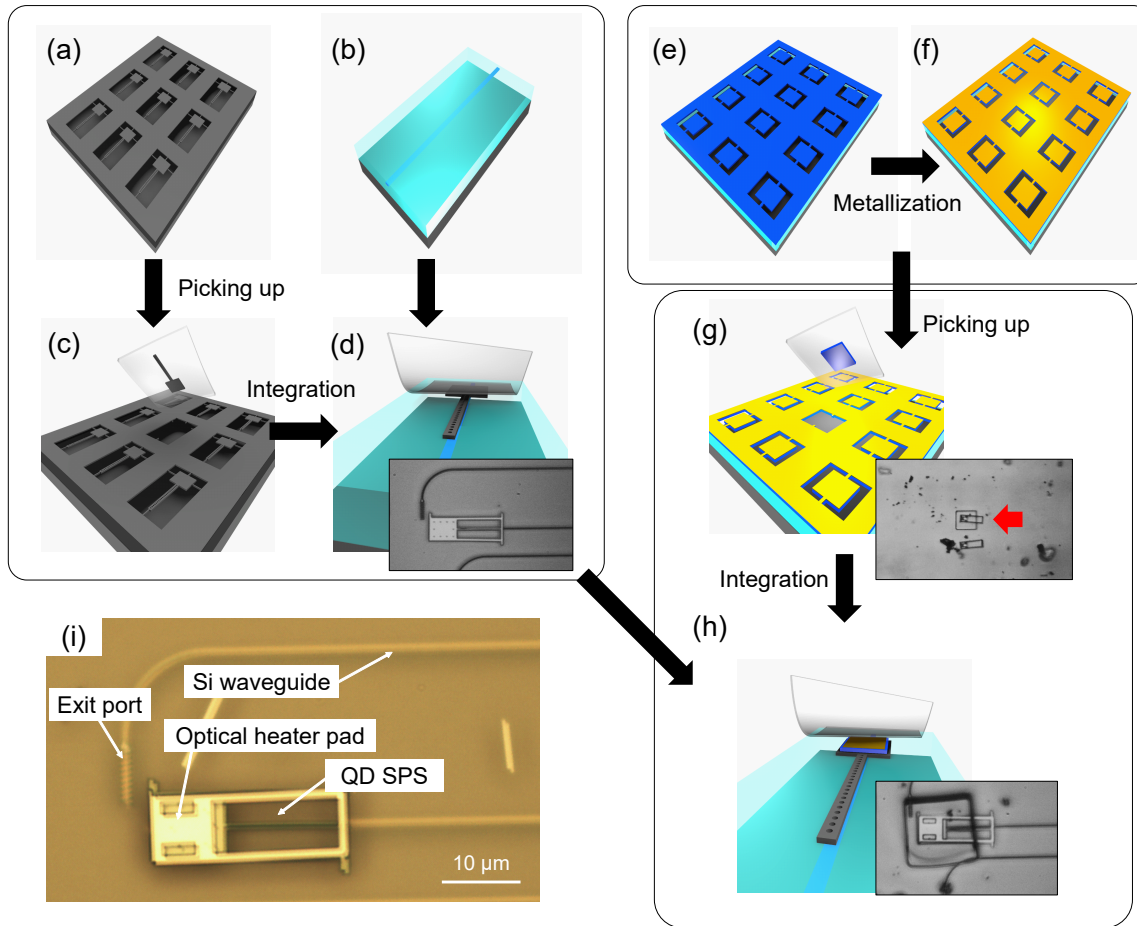 (a)
(b)
(e)
(f)
Metallization
Picking up
(c)
(d)
Integration
(g)
Picking up
Integration
(h)
(i)
Si waveguide
Exit port
Optical heater pad
QD SPS
10 μm